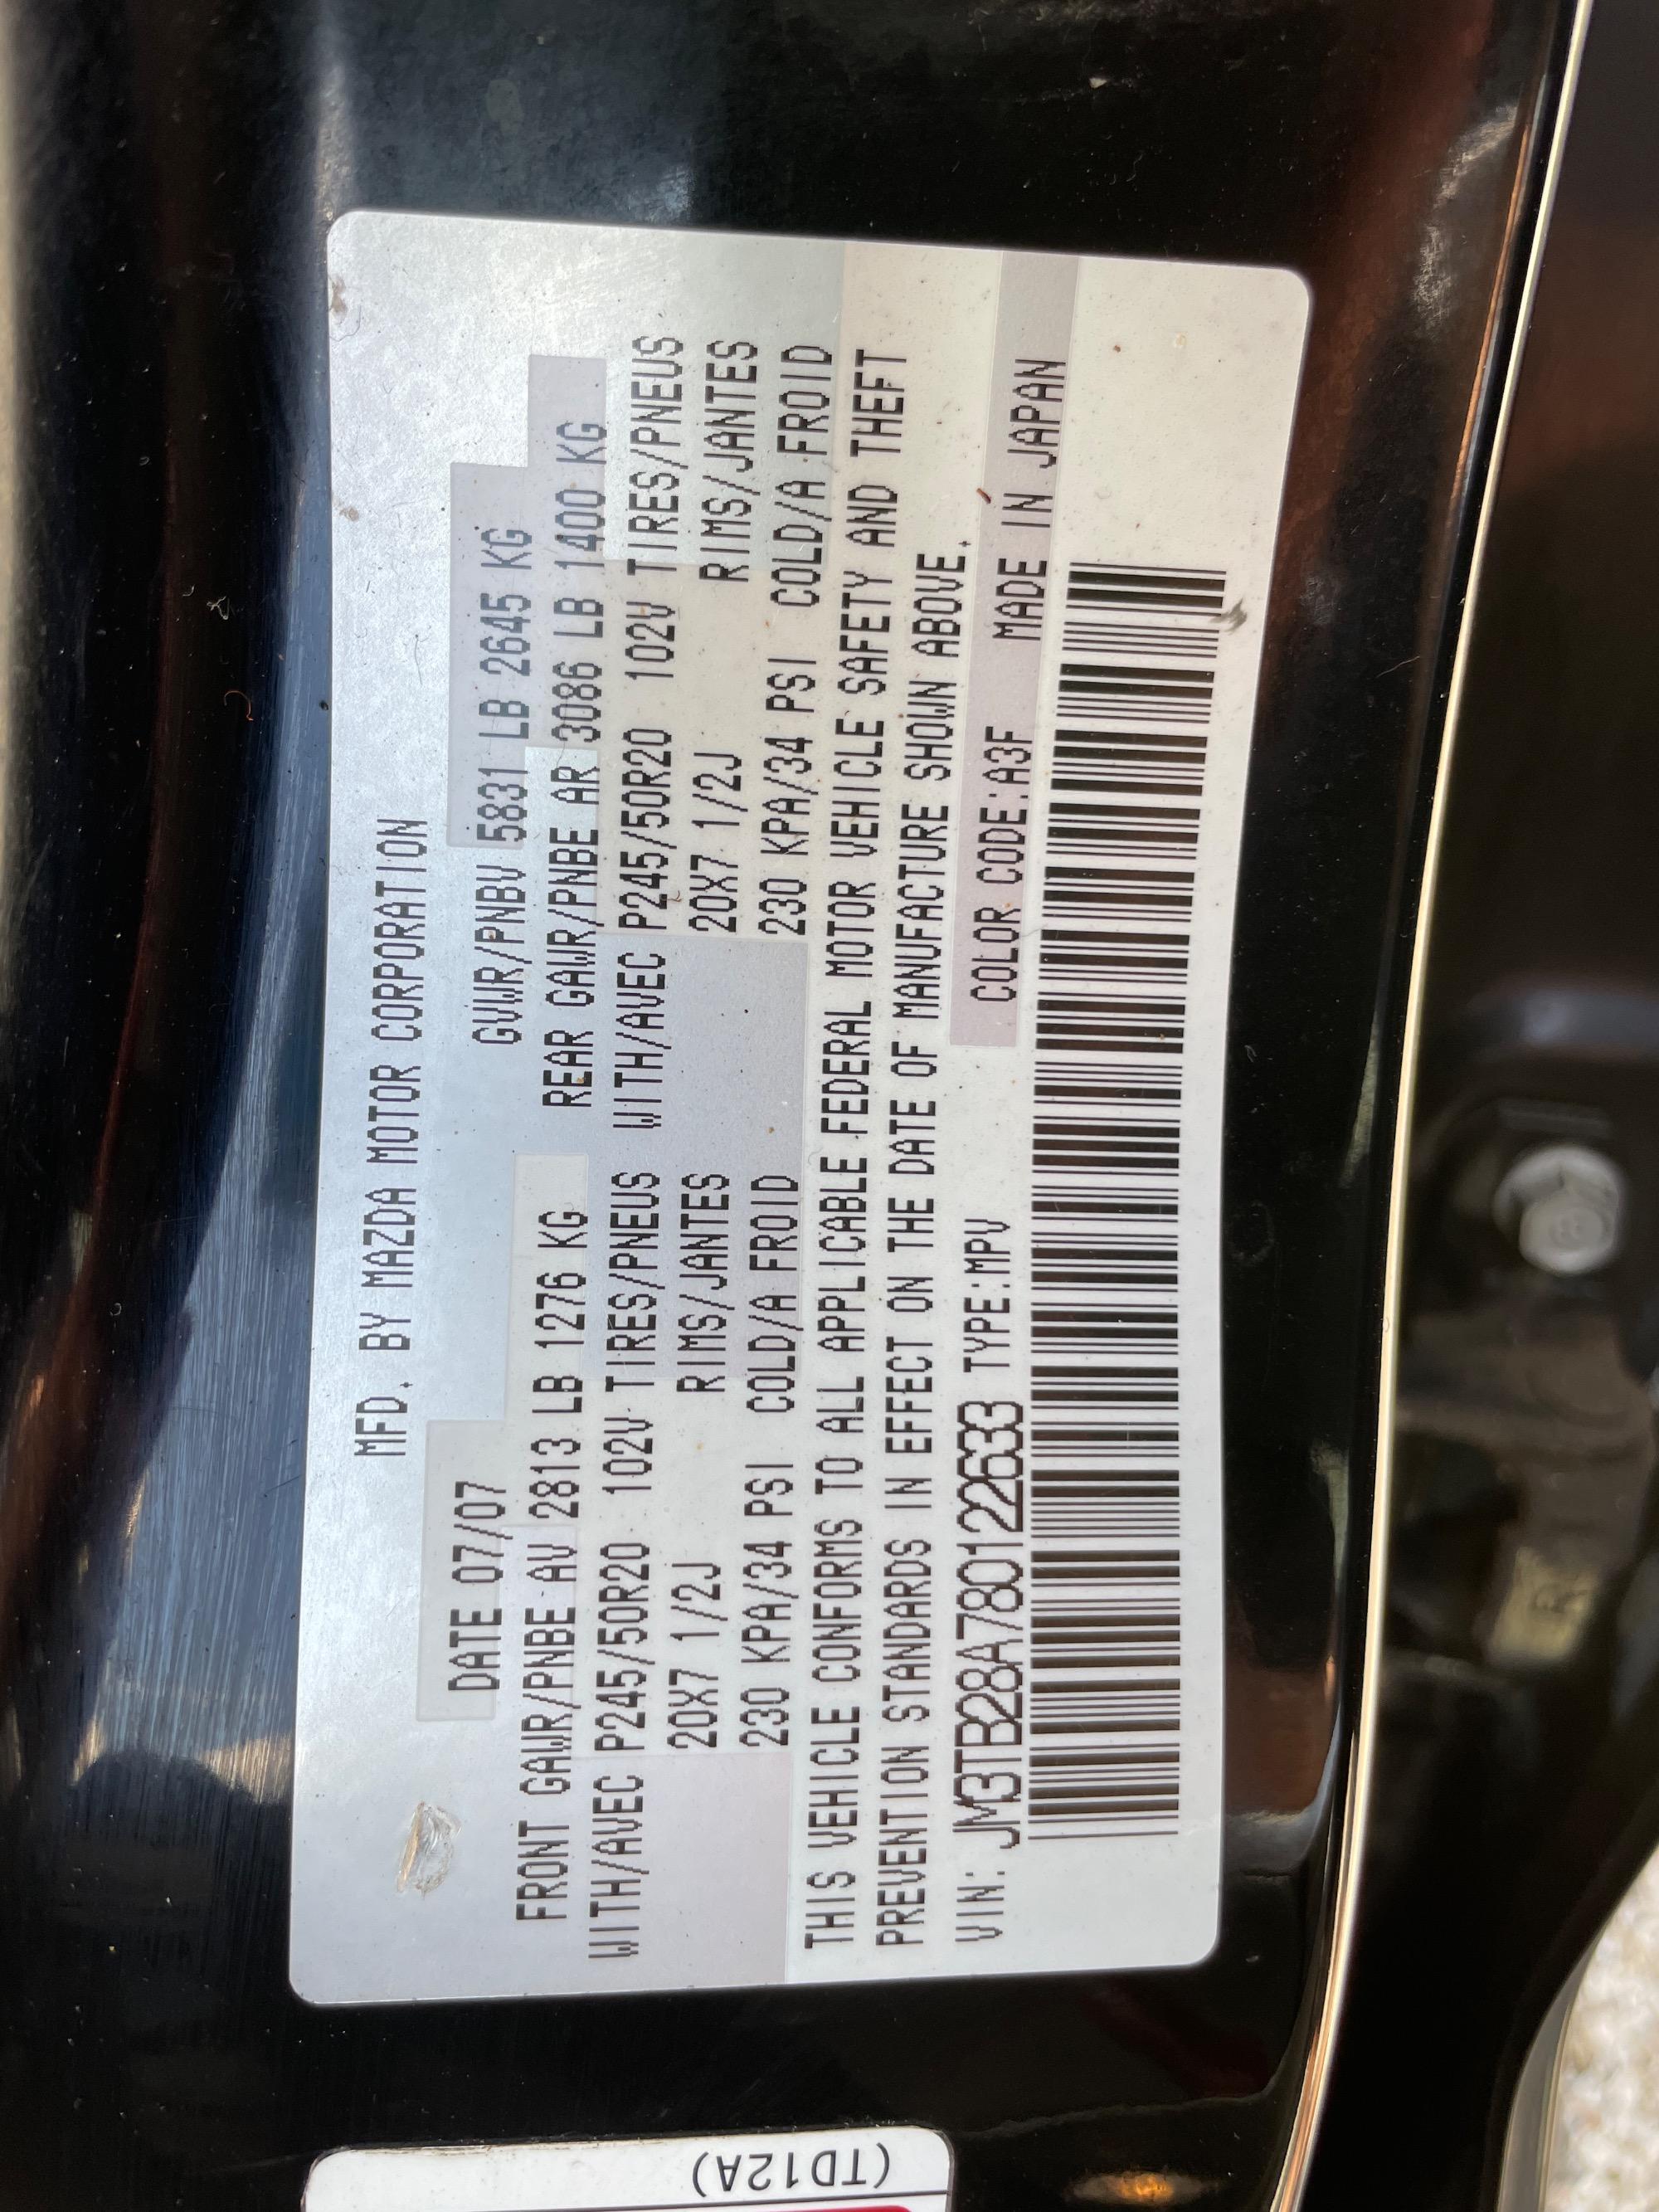 MFD. BY MAZDA MOTOR CORPORATION
DATE 07/07 GVWR/PNBV 5831 LB 2645 KG
FRONT GAWR/PNBE AV 2813 LB 1276 KG REAR GAWR/PNBE AR 3086 LB 1400 KG
WITH/AVEC P245/50R20 102V TIRES/PNEUS WITH/AVEC P245/50R20 102V TIRES/PNEUS
20X7 1/2J RIMS/JANTES 20X7 1/2J RIMS/JANTES
230 KPA/34 PSI COLD/A FROID 230 KPA/34 PSI COLD/A FROID
THIS VEHICLE CONFORMS TO ALL APPLICABLE FEDERAL MOTOR VEHICLE SAFETY AND THEFT
PREVENTION STANDARDS IN EFFECT ON THE DATE OF MANUFACTURE SHOWN ABOVE.
VIN: JM3TB28A780122633 TYPE:MPV COLOR CODE:A3F MADE IN JAPAN
(TD12A)